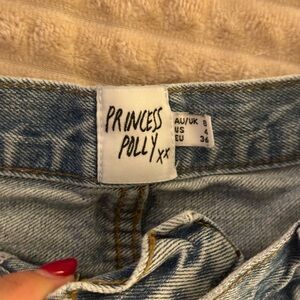 PRINCESS
POLLY xx
AU/UK 8
US 4
EU 36